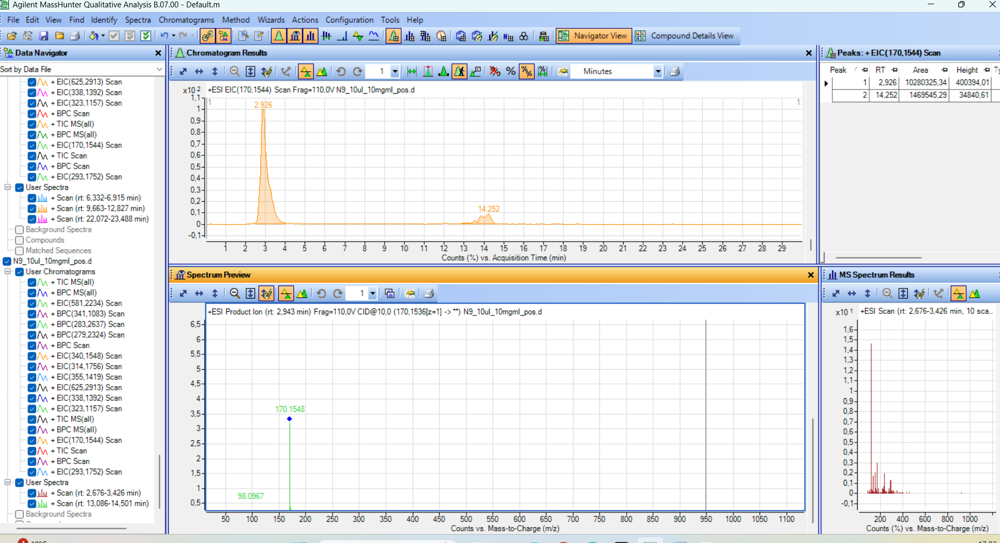 Agilent MassHunter Qualitative Analysis B.07.00 - Default.m
File Edit View Find Identify Spectra Chromatograms Method Wizards Actions Configuration Tools Help
Navigator View
Compound Details View
Data Navigator
Sort by Data File
+ EIC(625,2913) Scan
+ EIC(338,1392) Scan
+ EIC(323,1157) Scan
+ BPC Scan
+ TIC MS(all)
+ BPC MS(all)
+ EIC(170,1544) Scan
+ TIC Scan
+ BPC Scan
+ EIC(293,1752) Scan
User Spectra
+ Scan (rt: 6,332-6,915 min)
+ Scan (rt: 9,663-12,827 min)
+ Scan (rt: 22,072-23,488 min)
Background Spectra
Compounds
Matched Sequences
N9_10ul_10mgml_pos.d
User Chromatograms
+ TIC MS(all)
+ BPC MS(all)
+ EIC(581,2234) Scan
+ BPC(341,1083) Scan
+ BPC(283,2637) Scan
+ BPC(279,2324) Scan
+ BPC Scan
+ EIC(340,1548) Scan
+ EIC(314,1756) Scan
+ EIC(355,1419) Scan
+ EIC(625,2913) Scan
+ EIC(338,1392) Scan
+ EIC(323,1157) Scan
+ TIC MS(all)
+ BPC MS(all)
+ EIC(170,1544) Scan
+ TIC Scan
+ BPC Scan
+ EIC(293,1752) Scan
User Spectra
+ Scan (rt: 2,676-3,426 min)
+ Scan (rt: 13,086-14,501 min)
Background Spectra
Chromatogram Results
1 Minutes
x10 2 +ESI EIC(170,1544) Scan Frag=110,0V N9_10ul_10mgml_pos.d
1,1
1
0,9
0,8
0,7
0,6
0,5
0,4
0,3
0,2
0,1
0
-0,1
1 1
2.926
14.252
1 2 3 4 5 6 7 8 9 10 11 12 13 14 15 16 17 18 19 20 21 22 23 24 25 26 27 28 29
Counts (%) vs. Acquisition Time (min)
Peaks: + EIC(170,1544) Scan
Peak RT Area Height Ty
1 2,926 10280325,34 400394,01
2 14,252 1469545,29 34840,61
Spectrum Preview
1
+ESI Product Ion (rt: 2,943 min) Frag=110,0V CID@10,0 (170,1536[z=1] -> **) N9_10ul_10mgml_pos.d
6,5
6
5,5
5
4,5
4
3,5
3
2,5
2
1,5
1
0,5
170.1548
98.0967
50 100 150 200 250 300 350 400 450 500 550 600 650 700 750 800 850 900 950 1000 1050 1100
Counts vs. Mass-to-Charge (m/z)
MS Spectrum Results
x10 1 +ESI Scan (rt: 2,676-3,426 min, 10 sca...
1,6
1,5
1,4
1,3
1,2
1,1
1
0,9
0,8
0,7
0,6
0,5
0,4
0,3
0,2
0,1
0
-0,1
200 400 600 800 1000
Counts (%) vs. Mass-to-Charge (m/z)